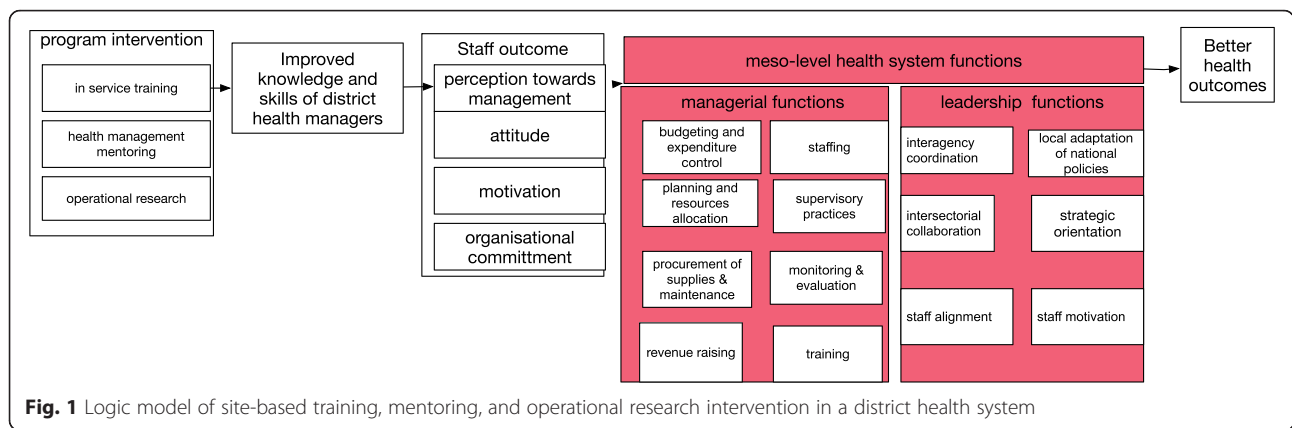 program intervention
in service training
health management
mentoring
operational research
Improved
knowledge and
skills of district
health managers
Staff outcome
perception towards
management
attitude
motivation
organisational
committment
meso-level health system functions
managerial functions
budgeting and
expenditure
control
staffing
planning and
resources
allocation
supervisory
practices
procurement of
supplies &
maintenance
monitoring &
evaluation
revenue raising
training
leadership functions
interagency
coordination
local adaptation
of national
policies
intersectorial
collaboration
strategic
orientation
staff alignment
staff motivation
Better
health
outcomes
Fig. 1 Logic model of site-based training, mentoring, and operational research intervention in a district health system